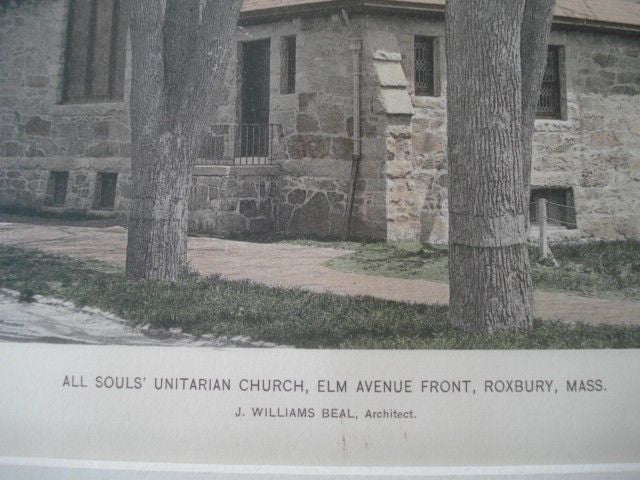 ALL SOULS' UNITARIAN CHURCH, ELM AVENUE FRONT, ROXBURY, MASS.
J. WILLIAMS BEAL, Architect.